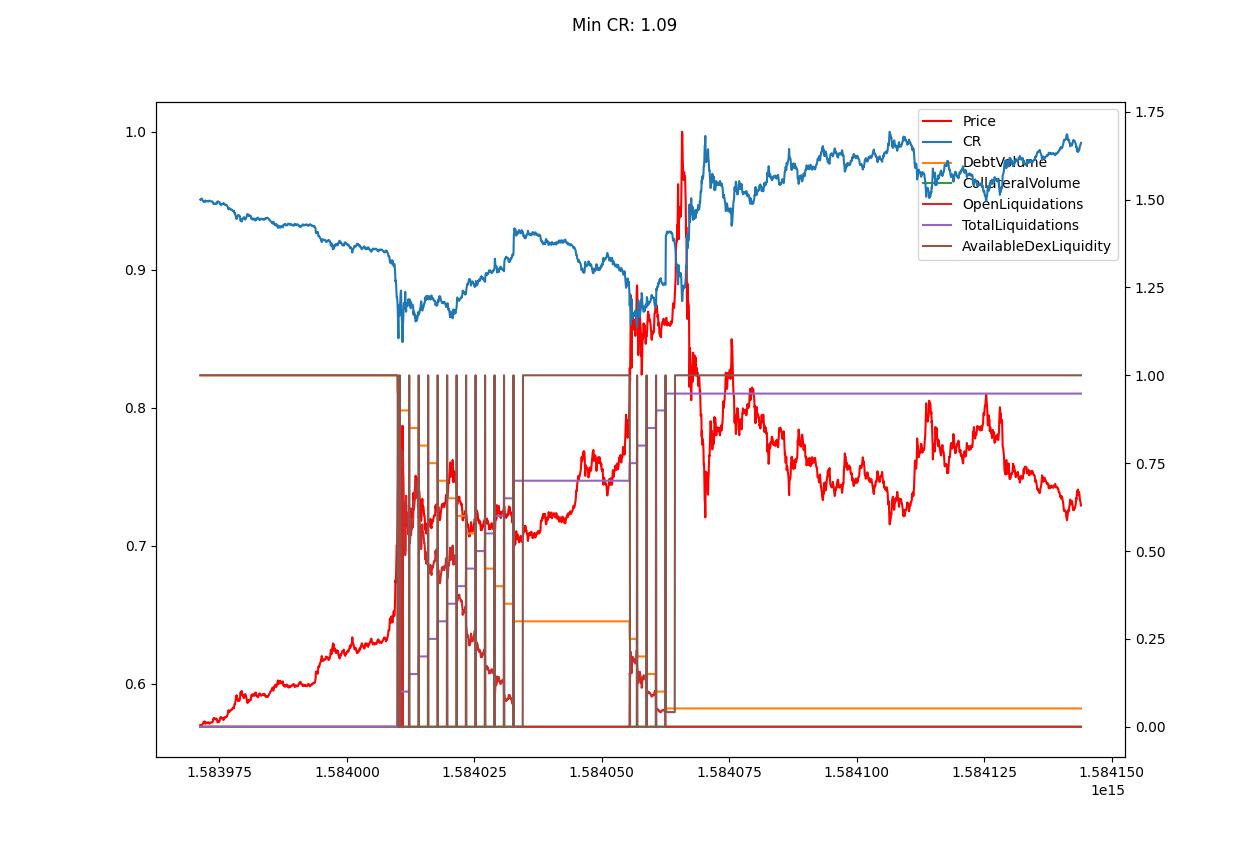 Min CR: 1.09
1.0
0.9
0.8
0.7
0.6
1.75
1.50
1.25
1.00
0.75
0.50
0.25
0.00
Price
CR
DebtVolume
CollateralVolume
OpenLiquidations
TotalLiquidations
AvailableDexLiquidity
1.583975 1.584000 1.584025 1.584050 1.584075 1.584100 1.584125 1.584150
1e15